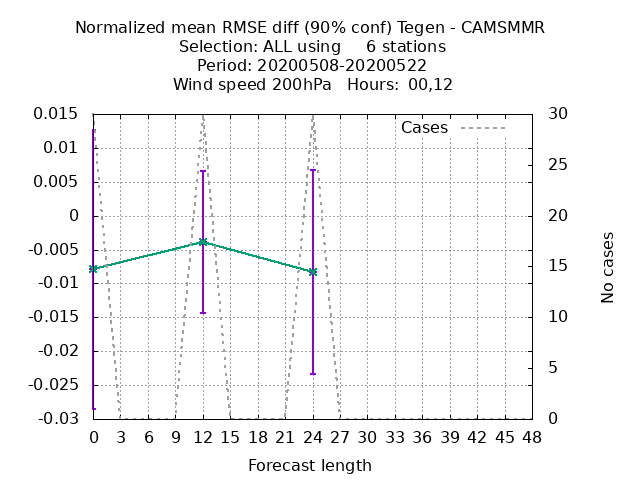 Normalized mean RMSE diff (90% conf) Tegen - CAMSMMR
Selection: ALL using     6 stations
Period: 20200508-20200522
Wind speed 200hPa   Hours:  00,12
Cases
0.015
0.01
0.005
0
-0.005
-0.01
-0.015
-0.02
-0.025
-0.03
30
25
20
15
10
5
0
No cases
0 3 6 9 12 15 18 21 24 27 30 33 36 39 42 45 48
Forecast length